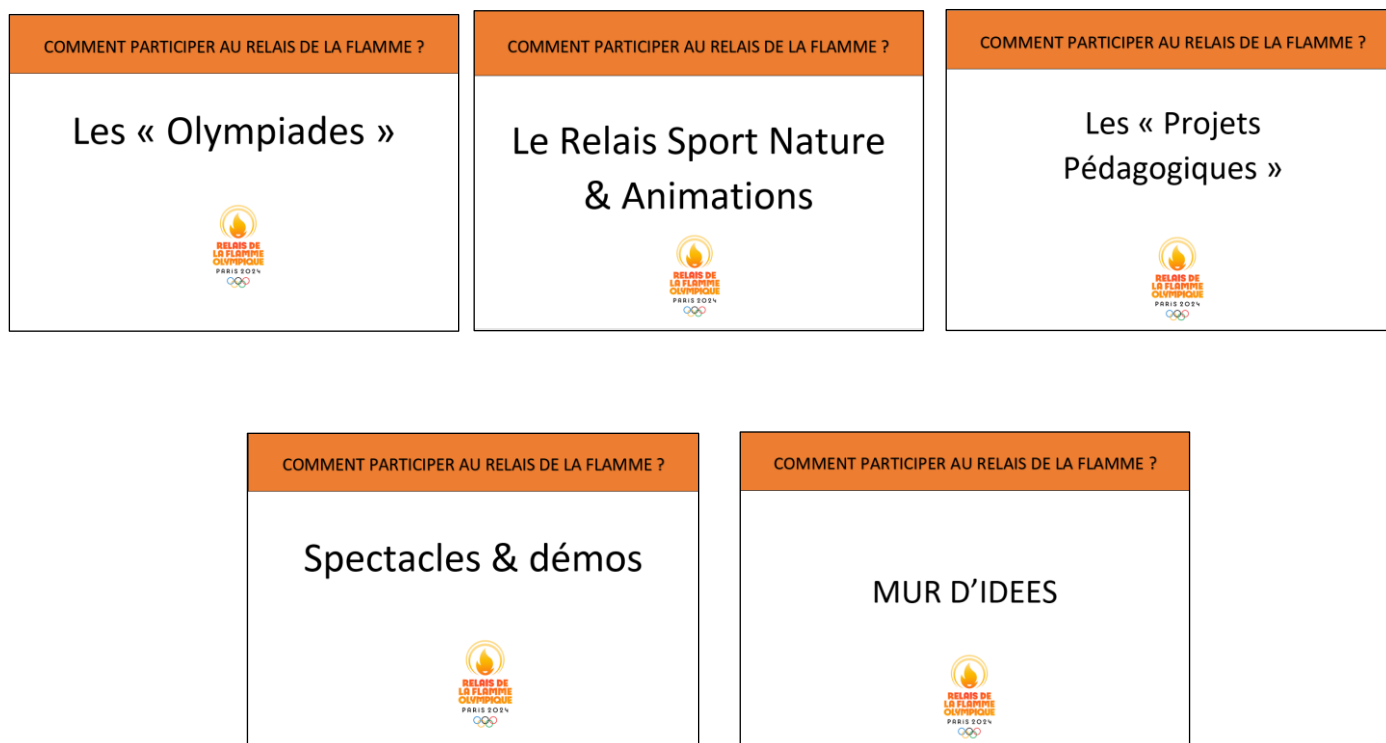 COMMENT PARTICIPER AU RELAIS DE LA FLAMME ?
Les « Olympiades »
RELAIS DE
LA FLAMME
OLYMPIQUE
PARIS 2024
COMMENT PARTICIPER AU RELAIS DE LA FLAMME ?
Le Relais Sport Nature
& Animations
RELAIS DE
LA FLAMME
OLYMPIQUE
PARIS 2024
COMMENT PARTICIPER AU RELAIS DE LA FLAMME ?
Les « Projets
Pédagogiques »
RELAIS DE
LA FLAMME
OLYMPIQUE
PARIS 2024
COMMENT PARTICIPER AU RELAIS DE LA FLAMME ?
Spectacles & démos
RELAIS DE
LA FLAMME
OLYMPIQUE
PARIS 2024
COMMENT PARTICIPER AU RELAIS DE LA FLAMME ?
MUR D’IDEES
RELAIS DE
LA FLAMME
OLYMPIQUE
PARIS 2024